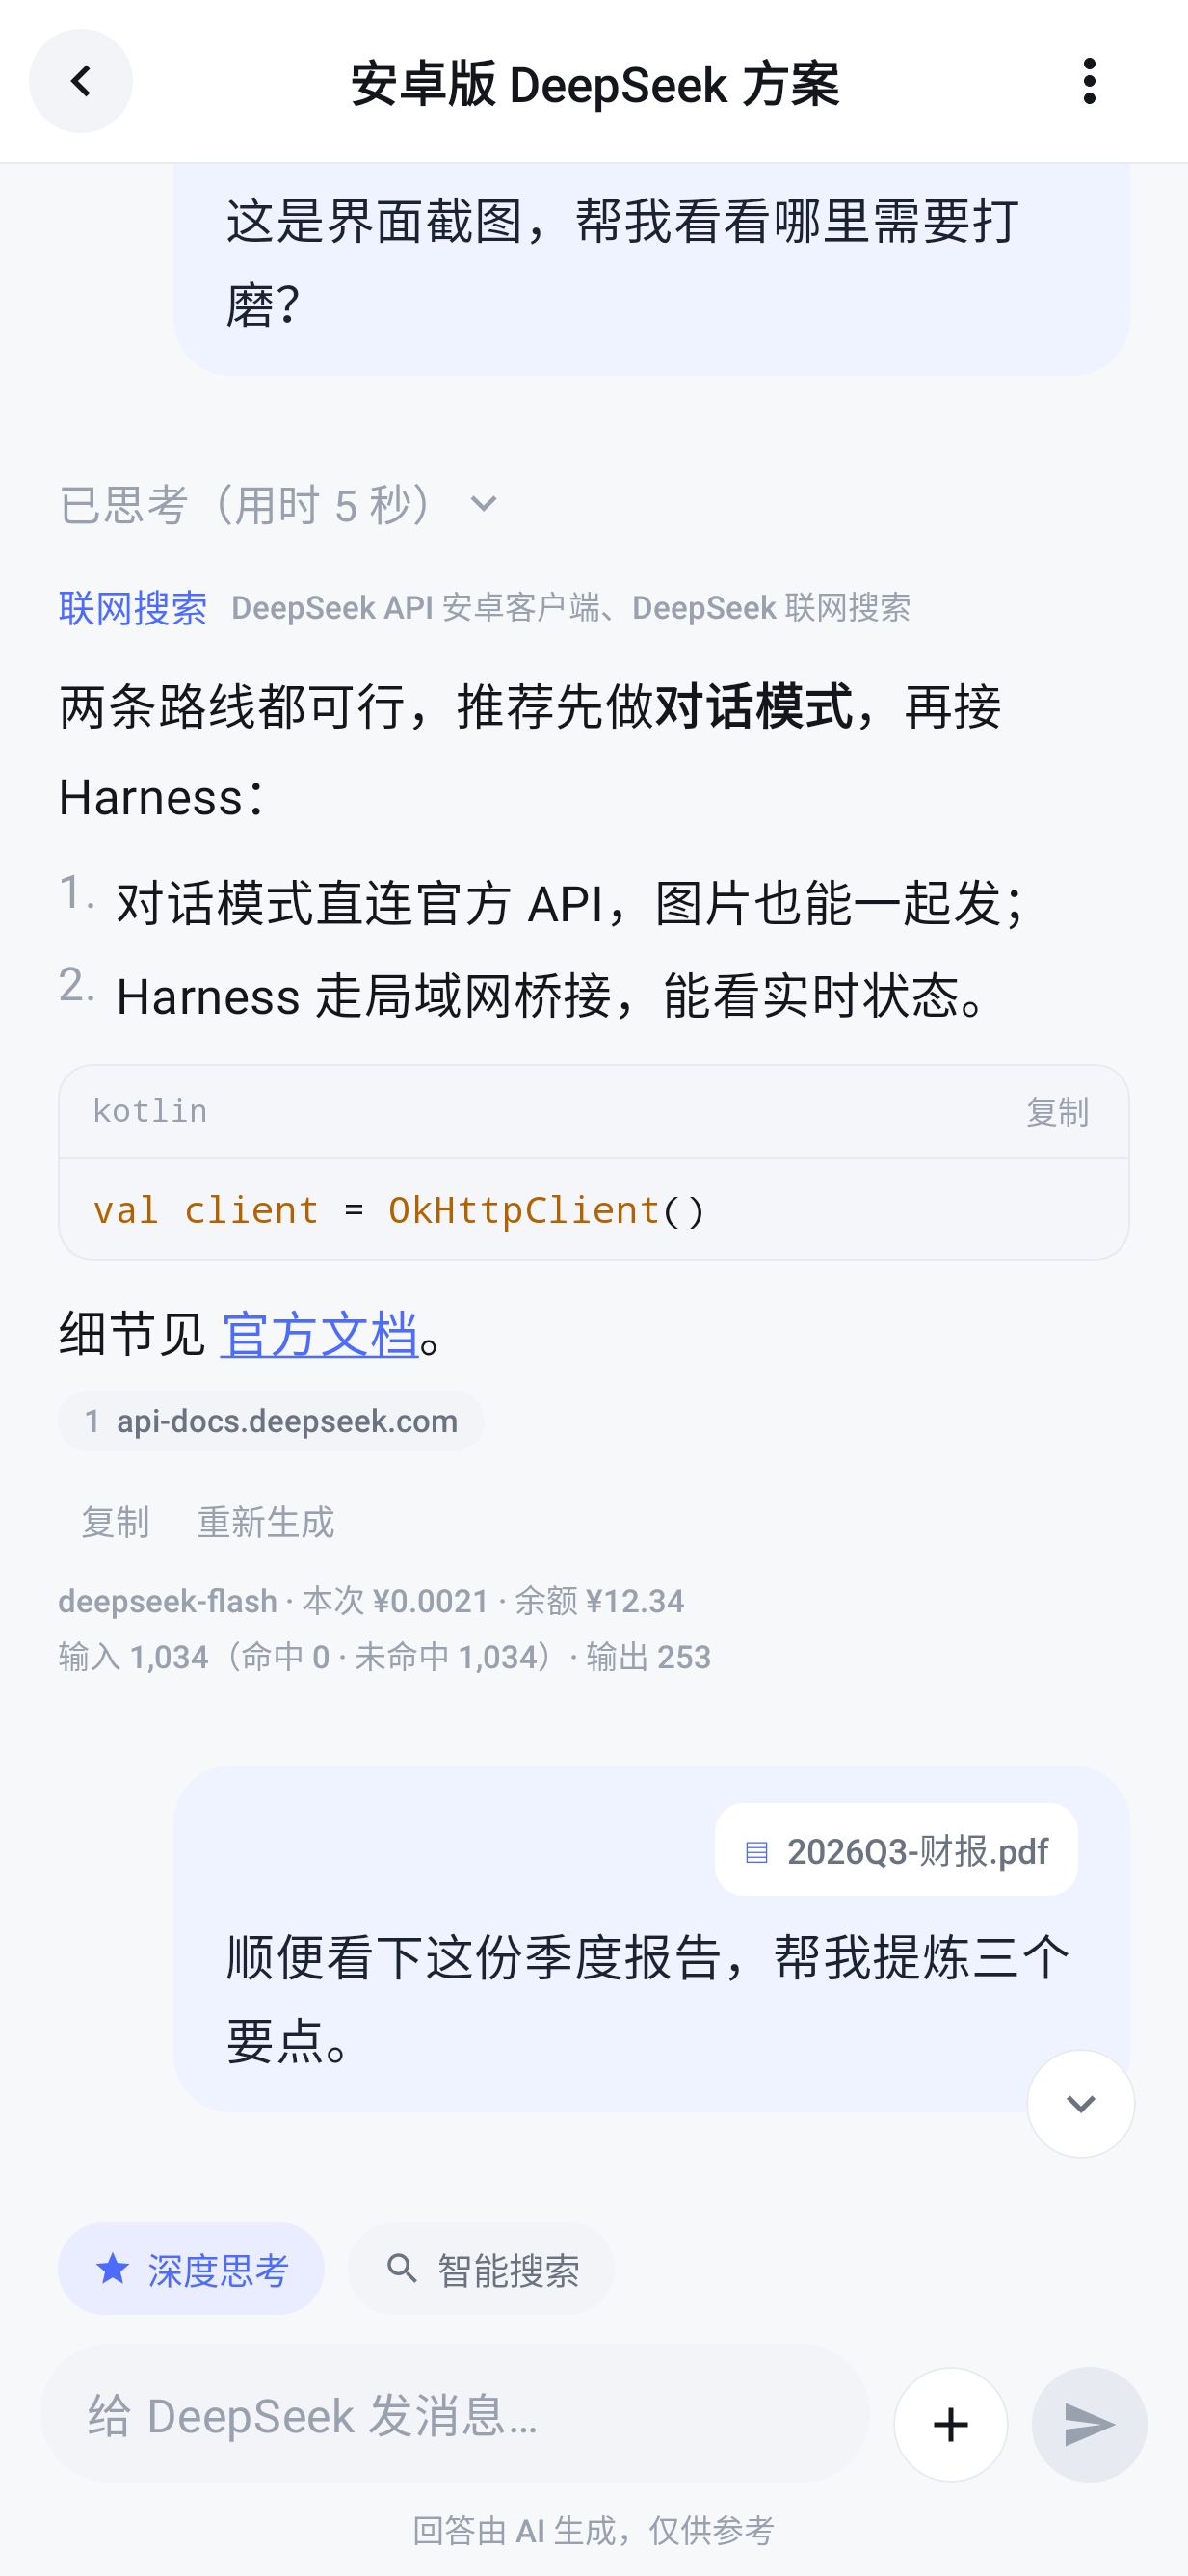 安卓版 DeepSeek 方案
这是界面截图，帮我看看哪里需要打
磨？
已思考（用时 5 秒）
联网搜索 DeepSeek API 安卓客户端、DeepSeek 联网搜索
两条路线都可行，推荐先做对话模式，再接
Harness：
1. 对话模式直连官方 API，图片也能一起发；
2. Harness 走局域网桥接，能看实时状态。
kotlin 复制
val client = OkHttpClient()
细节见 官方文档。
1 api-docs.deepseek.com
复制 重新生成
deepseek-flash · 本次 ¥0.0021 · 余额 ¥12.34
输入 1,034（命中 0 · 未命中 1,034）· 输出 253
2026Q3-财报.pdf
顺便看下这份季度报告，帮我提炼三个
要点。
深度思考 智能搜索
给 DeepSeek 发消息...
回答由 AI 生成，仅供参考